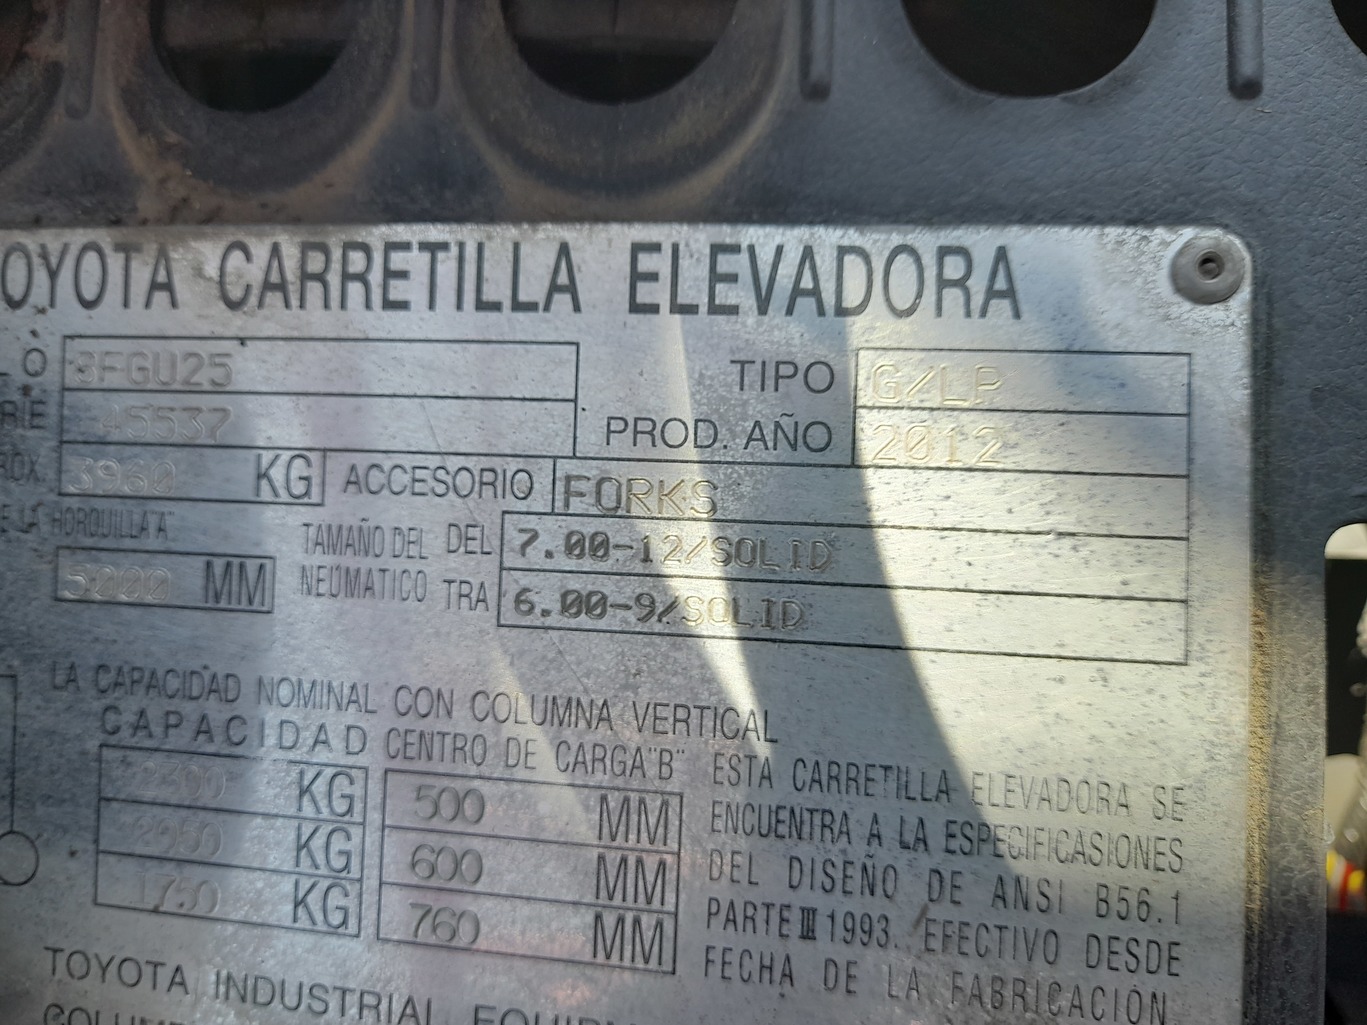 OYOTA CARRETILLA ELEVADORA
LO 8FGU25 TIPO G/LP
RIE 45537 PROD. AÑO 2012
ROX. 3960 KG ACCESORIO FORKS
E LA HORQUILLA"A" TAMAÑO DEL DEL 7.00-12/SOLID
5000 MM NEÚMATICO TRA 6.00-9/SOLID
LA CAPACIDAD NOMINAL CON COLUMNA VERTICAL
CAPACIDAD CENTRO DE CARGA"B"
2300 KG 500 MM
KG 600 MM
1750 KG 760 MM
ESTA CARRETILLA ELEVADORA SE
ENCUENTRA A LA ESPECIFICASIONES
DEL DISEÑO DE ANSI B56.1
PARTE III 1993. EFECTIVO DESDE
FECHA DE LA FABRICACIÓN
TOYOTA INDUSTRIAL